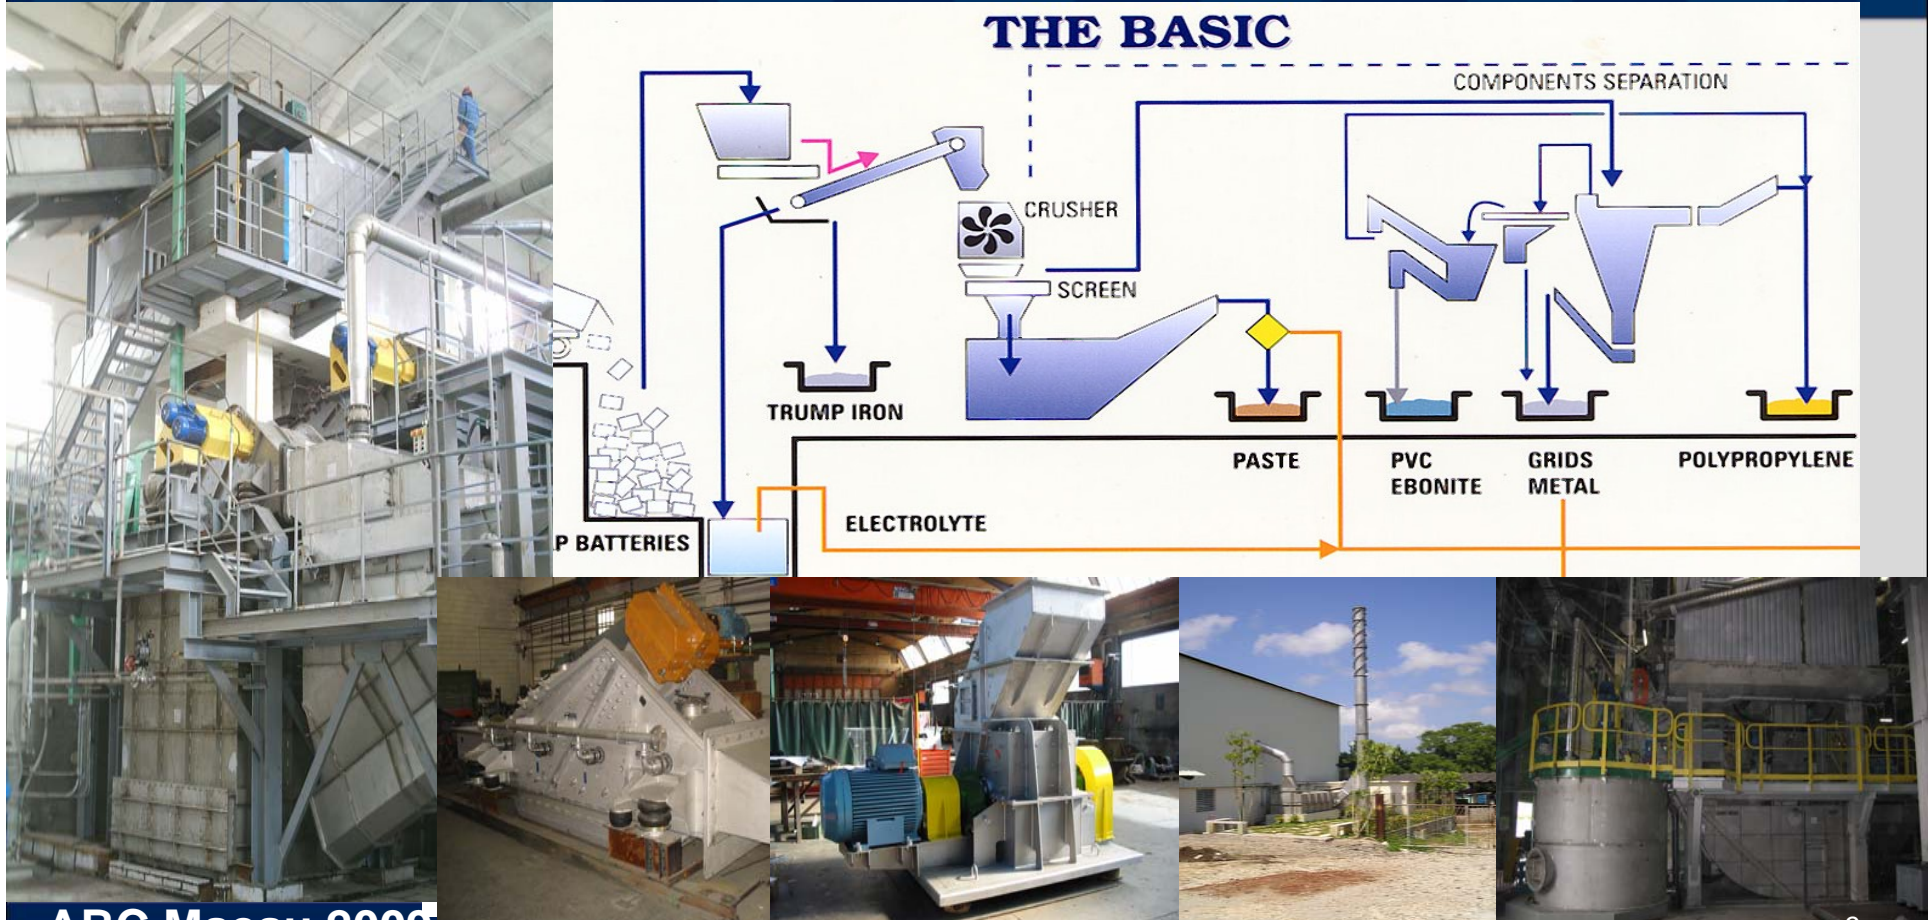 THE BASIC
COMPONENTS SEPARATION
CRUSHER
SCREEN
TRUMP IRON
PASTE
PVC
EBONITE
GRIDS
METAL
POLYPROPYLENE
ELECTROLYTE
P BATTERIES